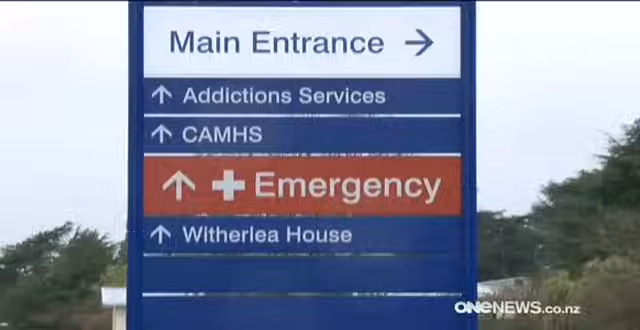 Main Entrance →
↑ Addictions Services
↑ CAMHS
↑ + Emergency
↑ Witherlea House
ONENEWS.co.nz